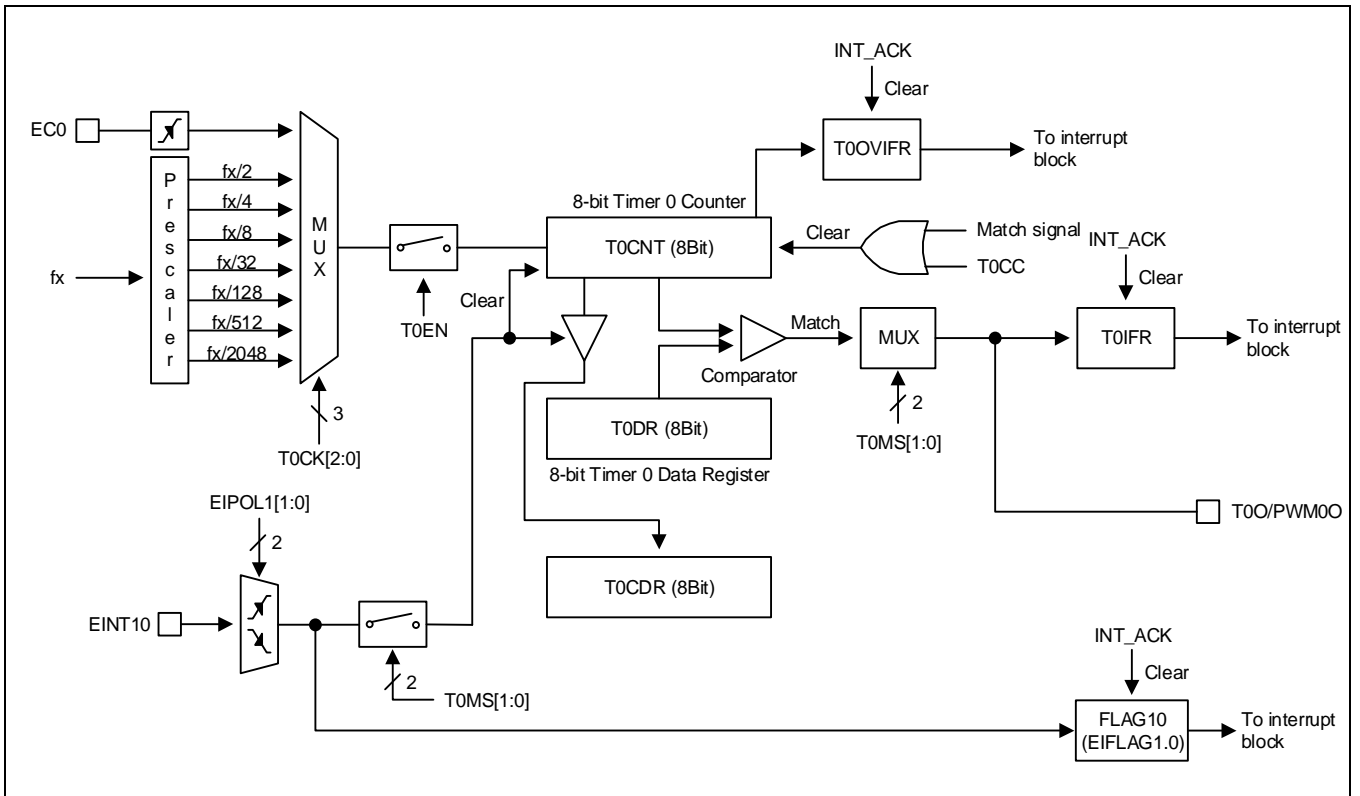 INT_ACK
Clear
EC0
T0OVIFR
To interrupt
block
Prescaler
fx/2
fx/4
fx/8
fx/32
fx/128
fx/512
fx/2048
fx
MUX
8-bit Timer 0 Counter
T0CNT (8Bit)
Clear
Match signal
T0CC
INT_ACK
Clear
T0EN
Clear
Match
MUX
T0IFR
To interrupt
block
Comparator
3
T0CK[2:0]
2
T0MS[1:0]
T0DR (8Bit)
8-bit Timer 0 Data Register
EIPOL1[1:0]
2
T0O/PWM0O
T0CDR (8Bit)
EINT10
2
T0MS[1:0]
INT_ACK
Clear
FLAG10
(EIFLAG1.0)
To interrupt
block